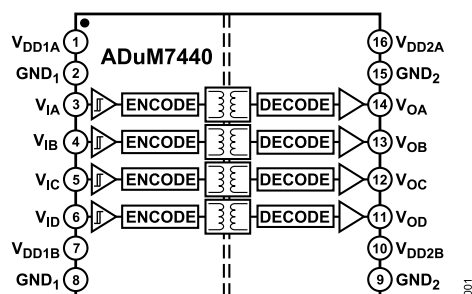 ADuM7440
V_DD1A 1 16 V_DD2A
GND_1 2 15 GND_2
V_IA 3 ENCODE DECODE 14 V_OA
V_IB 4 ENCODE DECODE 13 V_OB
V_IC 5 ENCODE DECODE 12 V_OC
V_ID 6 ENCODE DECODE 11 V_OD
V_DD1B 7 10 V_DD2B
GND_1 8 9 GND_2
001